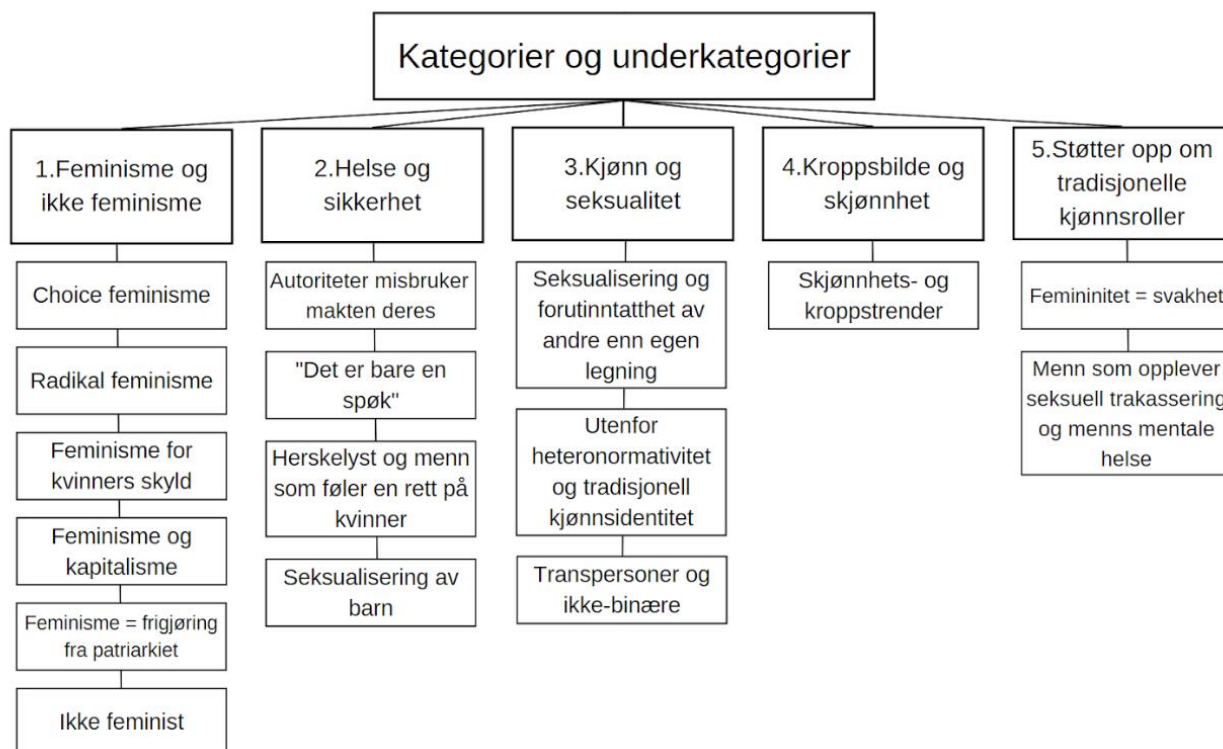 Kategorier og underkategorier
1.Feminisme og
ikke feminisme
Choice feminisme
Radikal feminisme
Feminisme for
kvinners skyld
Feminisme og
kapitalisme
Feminisme = frigjøring
fra patriarkiet
Ikke feminist
2.Helse og
sikkerhet
Autoriteter misbruker
makten deres
"Det er bare en
spøk"
Herskelyst og menn
som føler en rett på
kvinner
Seksualisering av
barn
3.Kjønn og
seksualitet
Seksualisering og
forutinntatthet av
andre enn egen
legning
Utenfor
heteronormativitet
og tradisjonell
kjønnsidentitet
Transpersoner og
ikke-binære
4.Kroppsbilde og
skjønnhet
Skjønnhets- og
kroppstrender
5.Støtter opp om
tradisjonelle
kjønnsroller
Femininitet = svakhet
Menn som opplever
seksuell trakassering
og menns mentale
helse